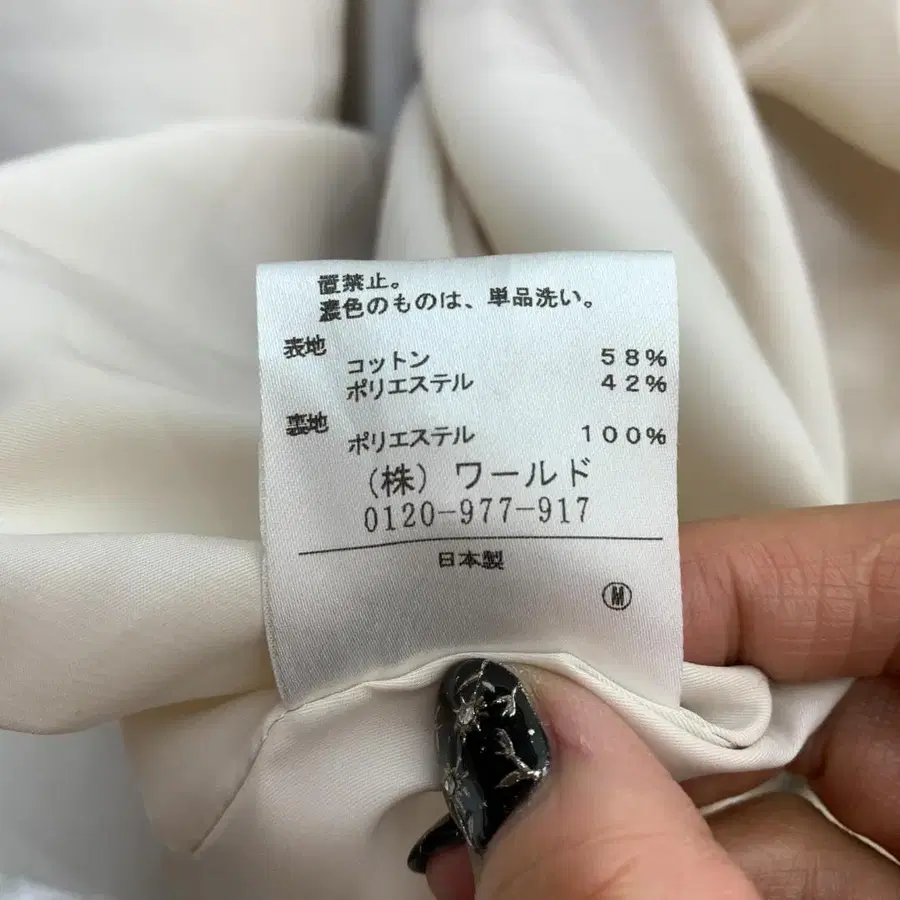 置禁止。
濃色のものは、単品洗い。
表地
コットン 58%
ポリエステル 42%
裏地
ポリエステル 100%
（株）ワールド
0120-977-917
日本製
Ⓜ